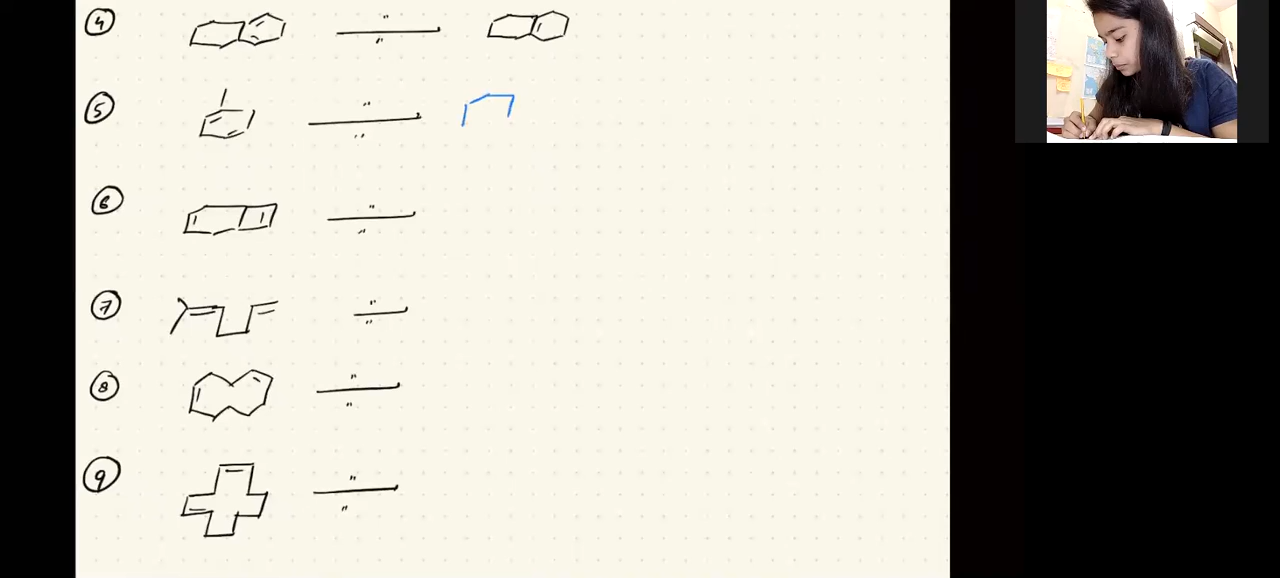 ④ " "
⑤ " "
⑥ " "
⑦ " "
⑧ " "
⑨ " "